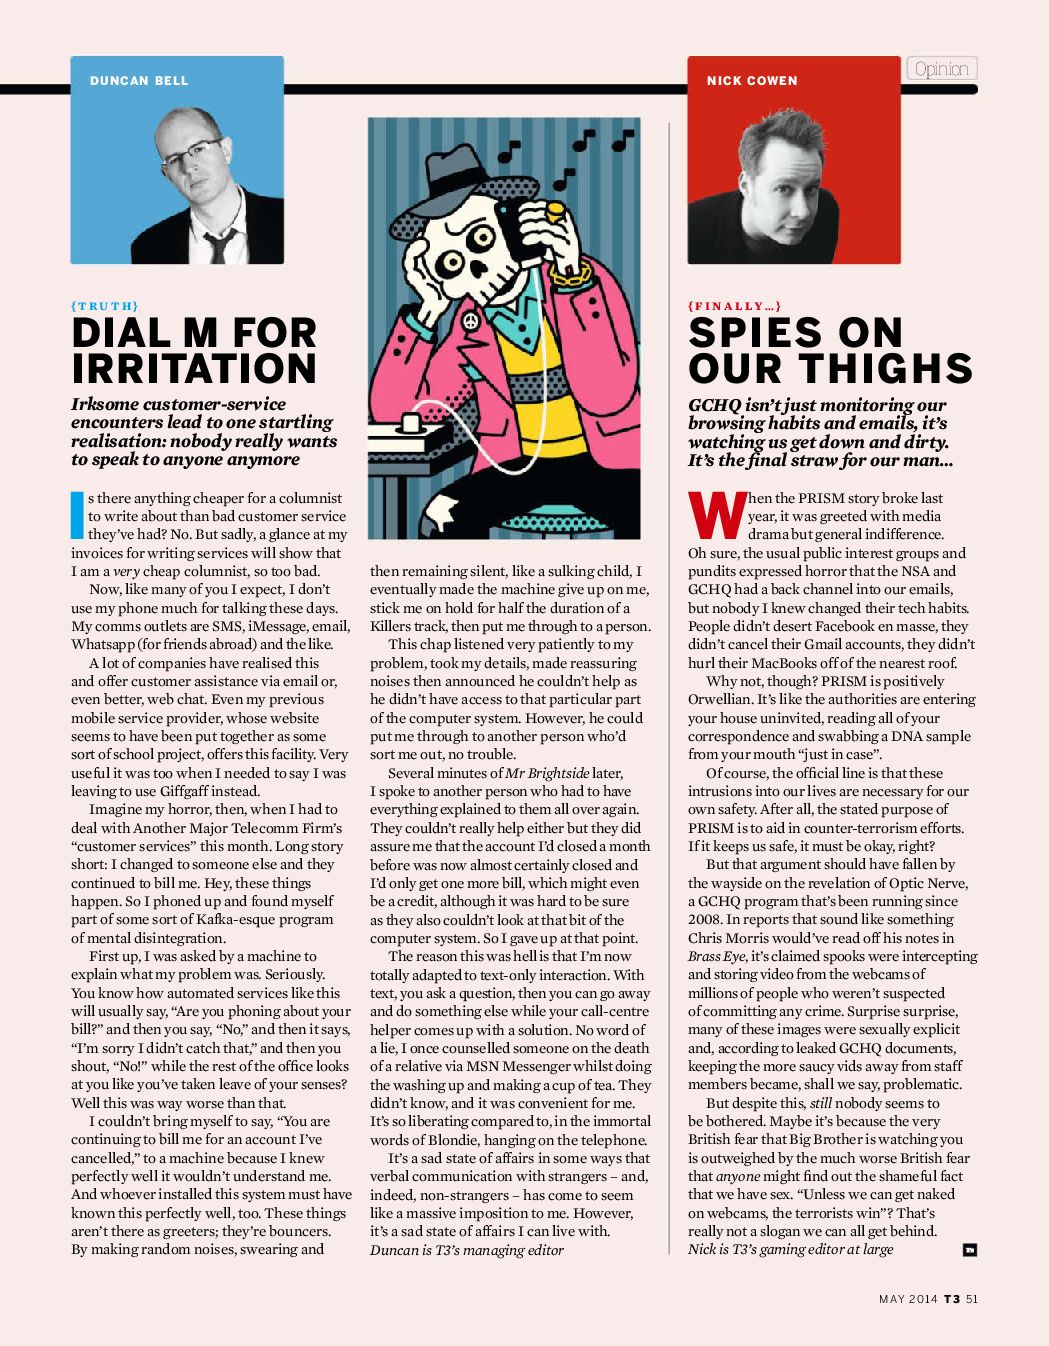 DUNCAN BELL
{TRUTH}
DIAL M FOR
IRRITATION
Irksome customer-service
encounters lead to one startling
realisation: nobody really wants
to speak to anyone anymore
Is there anything cheaper for a columnist
to write about than bad customer service
they've had? No. But sadly, a glance at my
invoices for writing services will show that
I am a very cheap columnist, so too bad.
Now, like many of you I expect, I don't
use my phone much for talking these days.
My comms outlets are SMS, iMessage, email,
Whatsapp (for friends abroad) and the like.
A lot of companies have realised this
and offer customer assistance via email or,
even better, web chat. Even my previous
mobile service provider, whose website
seems to have been put together as some
sort of school project, offers this facility. Very
useful it was too when I needed to say I was
leaving to use Giffgaff instead.
Imagine my horror, then, when I had to
deal with Another Major Telecomm Firm's
“customer services” this month. Long story
short: I changed to someone else and they
continued to bill me. Hey, these things
happen. So I phoned up and found myself
part of some sort of Kafka-esque program
of mental disintegration.
First up, I was asked by a machine to
explain what my problem was. Seriously.
You know how automated services like this
will usually say, “Are you phoning about your
bill?” and then you say, “No,” and then it says,
“I'm sorry I didn't catch that,” and then you
shout, “No!” while the rest of the office looks
at you like you've taken leave of your senses?
Well this was way worse than that.
I couldn't bring myself to say, “You are
continuing to bill me for an account I've
cancelled,” to a machine because I knew
perfectly well it wouldn't understand me.
And whoever installed this system must have
known this perfectly well, too. These things
aren't there as greeters; they're bouncers.
By making random noises, swearing and
then remaining silent, like a sulking child, I
eventually made the machine give up on me,
stick me on hold for half the duration of a
Killers track, then put me through to a person.
This chap listened very patiently to my
problem, took my details, made reassuring
noises then announced he couldn't help as
he didn't have access to that particular part
of the computer system. However, he could
put me through to another person who'd
sort me out, no trouble.
Several minutes of Mr Brightside later,
I spoke to another person who had to have
everything explained to them all over again.
They couldn't really help either but they did
assure me that the account I'd closed a month
before was now almost certainly closed and
I'd only get one more bill, which might even
be a credit, although it was hard to be sure
as they also couldn't look at that bit of the
computer system. So I gave up at that point.
The reason this was hell is that I'm now
totally adapted to text-only interaction. With
text, you ask a question, then you can go away
and do something else while your call-centre
helper comes up with a solution. No word of
a lie, I once counselled someone on the death
of a relative via MSN Messenger whilst doing
the washing up and making a cup of tea. They
didn't know, and it was convenient for me.
It's so liberating compared to, in the immortal
words of Blondie, hanging on the telephone.
It's a sad state of affairs in some ways that
verbal communication with strangers – and,
indeed, non-strangers – has come to seem
like a massive imposition to me. However,
it's a sad state of affairs I can live with.
Duncan is T3's managing editor
NICK COWEN
Opinion
{FINALLY…}
SPIES ON
OUR THIGHS
GCHQ isn't just monitoring our
browsing habits and emails, it's
watching us get down and dirty.
It's the final straw for our man...
When the PRISM story broke last
year, it was greeted with media
drama but general indifference.
Oh sure, the usual public interest groups and
pundits expressed horror that the NSA and
GCHQ had a back channel into our emails,
but nobody I knew changed their tech habits.
People didn't desert Facebook en masse, they
didn't cancel their Gmail accounts, they didn't
hurl their MacBooks off of the nearest roof.
Why not, though? PRISM is positively
Orwellian. It's like the authorities are entering
your house uninvited, reading all of your
correspondence and swabbing a DNA sample
from your mouth “just in case”.
Of course, the official line is that these
intrusions into our lives are necessary for our
own safety. After all, the stated purpose of
PRISM is to aid in counter-terrorism efforts.
If it keeps us safe, it must be okay, right?
But that argument should have fallen by
the wayside on the revelation of Optic Nerve,
a GCHQ program that's been running since
2008. In reports that sound like something
Chris Morris would've read off his notes in
Brass Eye, it's claimed spooks were intercepting
and storing video from the webcams of
millions of people who weren't suspected
of committing any crime. Surprise surprise,
many of these images were sexually explicit
and, according to leaked GCHQ documents,
keeping the more saucy vids away from staff
members became, shall we say, problematic.
But despite this, still nobody seems to
be bothered. Maybe it's because the very
British fear that Big Brother is watching you
is outweighed by the much worse British fear
that anyone might find out the shameful fact
that we have sex. “Unless we can get naked
on webcams, the terrorists win”? That's
really not a slogan we can all get behind.
Nick is T3's gaming editor at large
T3
MAY 2014 T3 51